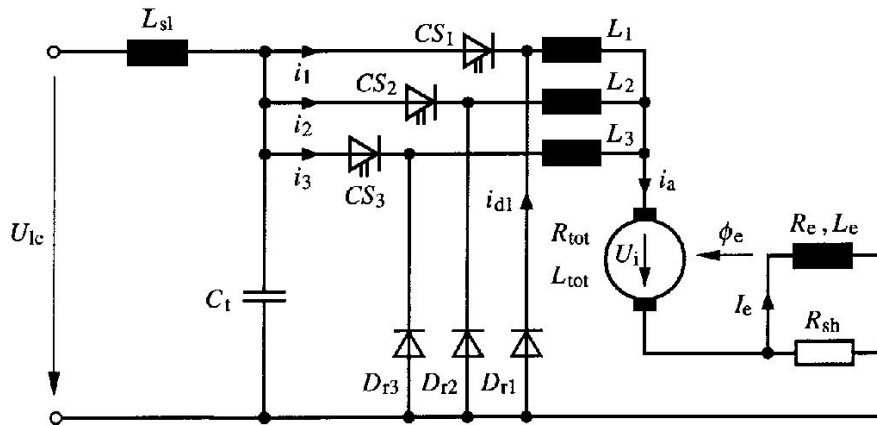 L_sl
CS_1
L_1
i_1
CS_2
L_2
i_2
L_3
i_3
CS_3
i_d1
i_a
U_lc
R_tot
U_i
ϕ_e
R_e , L_e
L_tot
C_t
I_e
R_sh
D_r3
D_r2
D_r1